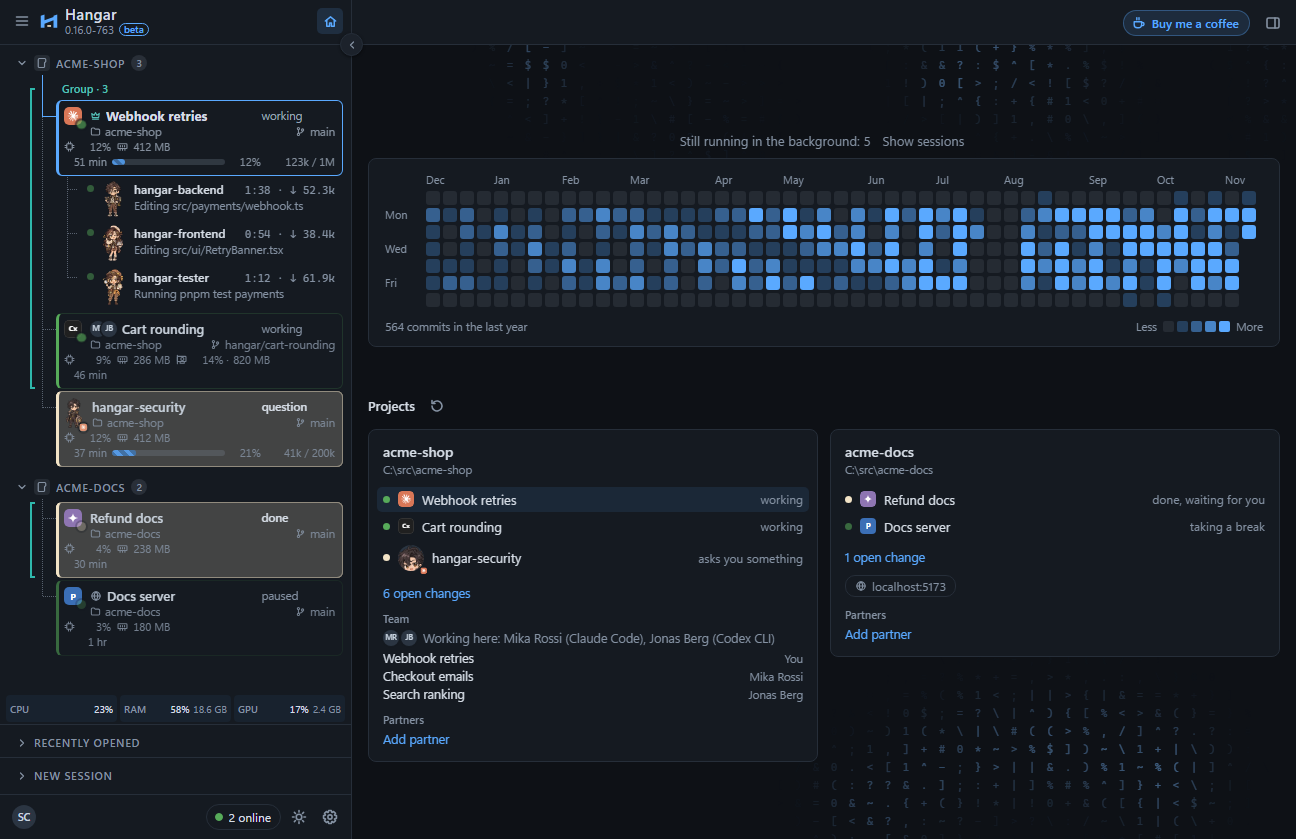 Hangar
0.16.0-763 beta
Buy me a coffee
ACME-SHOP 3
Group · 3
Webhook retries working
acme-shop main
12% 412 MB
51 min 12% 123k / 1M
hangar-backend 1:38 · ↓ 52.3k
Editing src/payments/webhook.ts
hangar-frontend 0:54 · ↓ 38.4k
Editing src/ui/RetryBanner.tsx
hangar-tester 1:12 · ↓ 61.9k
Running pnpm test payments
Cx M JB Cart rounding working
acme-shop hangar/cart-rounding
9% 286 MB 14% · 820 MB
46 min
hangar-security question
acme-shop main
12% 412 MB
37 min 21% 41k / 200k
ACME-DOCS 2
Refund docs done
acme-docs main
4% 238 MB
30 min
P Docs server paused
acme-docs main
3% 180 MB
1 hr
CPU 23% RAM 58% 18.6 GB GPU 17% 2.4 GB
RECENTLY OPENED
NEW SESSION
SC 2 online
Still running in the background: 5 Show sessions
Dec Jan Feb Mar Apr May Jun Jul Aug Sep Oct Nov
Mon
Wed
Fri
564 commits in the last year Less More
Projects
acme-shop
C:\src\acme-shop
Webhook retries working
Cx Cart rounding working
hangar-security asks you something
6 open changes
Team
MR JB Working here: Mika Rossi (Claude Code), Jonas Berg (Codex CLI)
Webhook retries You
Checkout emails Mika Rossi
Search ranking Jonas Berg
Partners
Add partner
acme-docs
C:\src\acme-docs
Refund docs done, waiting for you
P Docs server taking a break
1 open change
localhost:5173
Partners
Add partner